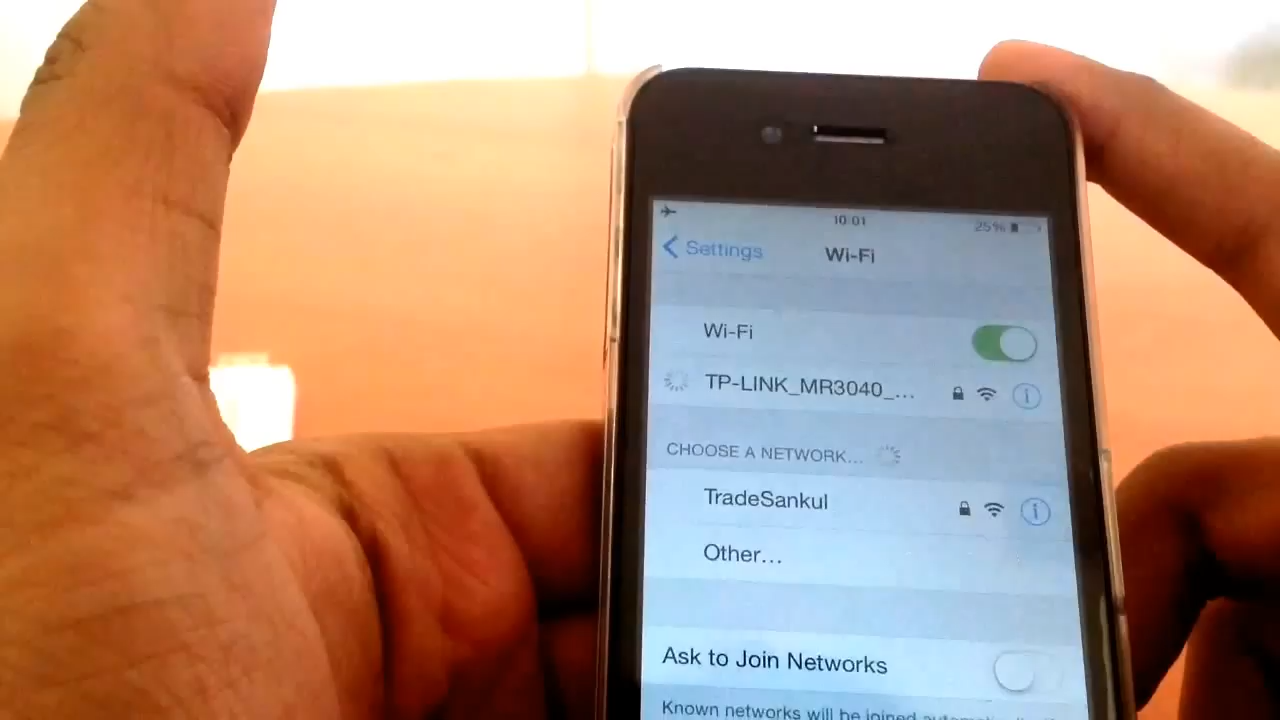 10:01 25%
Settings Wi-Fi
Wi-Fi
TP-LINK_MR3040_...
CHOOSE A NETWORK...
TradeSankul
Other...
Ask to Join Networks
Known networks will be joined